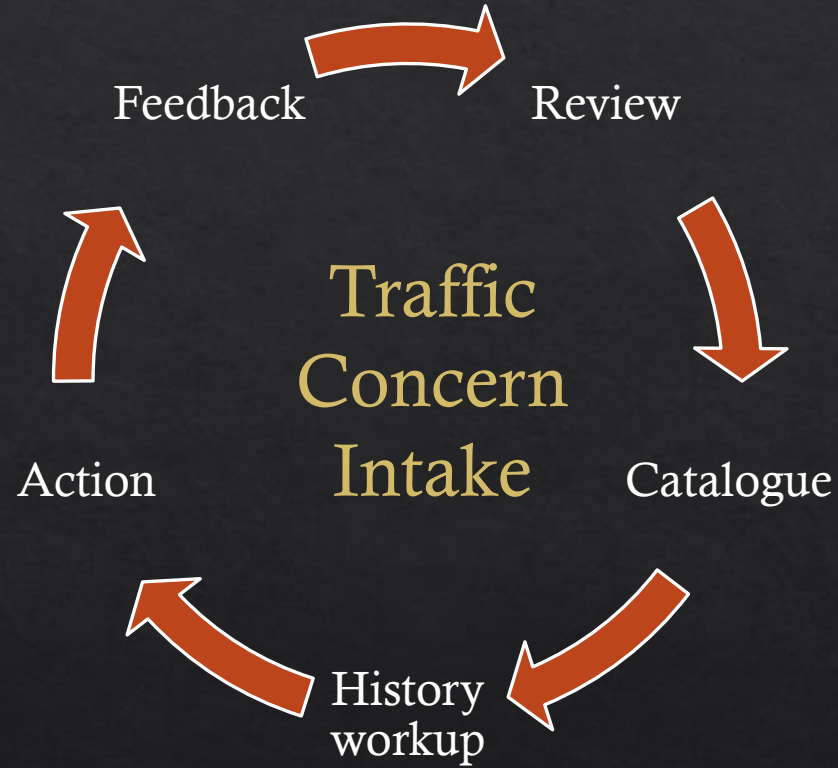 Feedback
Review
Traffic
Concern
Intake
Action
Catalogue
History
workup